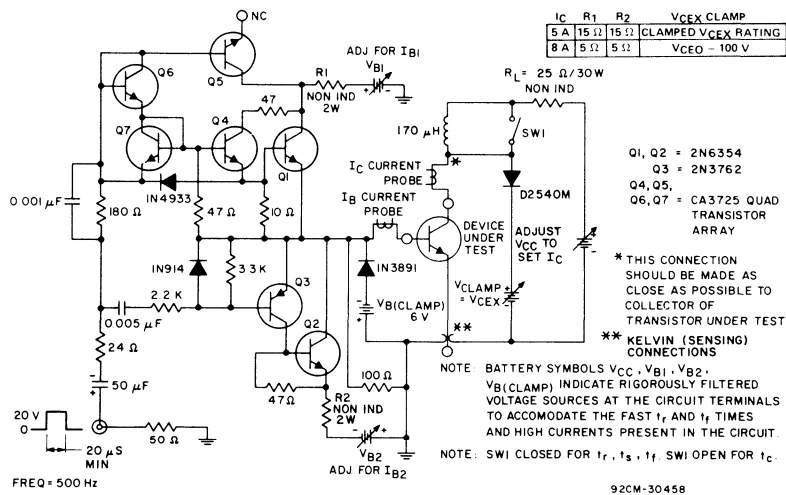 NC
Q6
Q5
ADJ FOR IB1
VB1
+ -
R1
NON IND
2W
Q7
Q4
47
Q1
IN4933
0.001 µF
180 Ω
47 Ω
10 Ω
IC CURRENT
PROBE
IB CURRENT
PROBE
170 µH
SWI
RL = 25 Ω/30W
NON IND
*
D2540M
DEVICE
UNDER
TEST
ADJUST
VCC TO
SET IC
VCLAMP
= VCEX
+
-
IN914
3.3 K
Q3
IN3891
VB(CLAMP)
6 V
-
+
**
2.2 K
0.005 µF
24 Ω
Q2
47Ω
100Ω
R2
NON IND
2W
- +
VB2
ADJ FOR IB2
50 µF
-
+
20 V
0
20 µS
MIN
50 Ω
FREQ = 500 Hz
IC R1 R2 VCEX CLAMP
5 A 15 Ω 15 Ω CLAMPED VCEX RATING
8 A 5 Ω 5 Ω VCEO – 100 V
Q1, Q2 = 2N6354
Q3 = 2N3762
Q4, Q5,
Q6, Q7 = CA3725 QUAD
TRANSISTOR
ARRAY
* THIS CONNECTION
SHOULD BE MADE AS
CLOSE AS POSSIBLE TO
COLLECTOR OF
TRANSISTOR UNDER TEST
** KELVIN (SENSING)
CONNECTIONS
NOTE: BATTERY SYMBOLS VCC, VB1, VB2,
VB(CLAMP) INDICATE RIGOROUSLY FILTERED
VOLTAGE SOURCES AT THE CIRCUIT TERMINALS
TO ACCOMODATE THE FAST tr AND tf TIMES
AND HIGH CURRENTS PRESENT IN THE CIRCUIT.
NOTE: SWI CLOSED FOR tr, ts, tf. SWI OPEN FOR tc.
92CM-30458